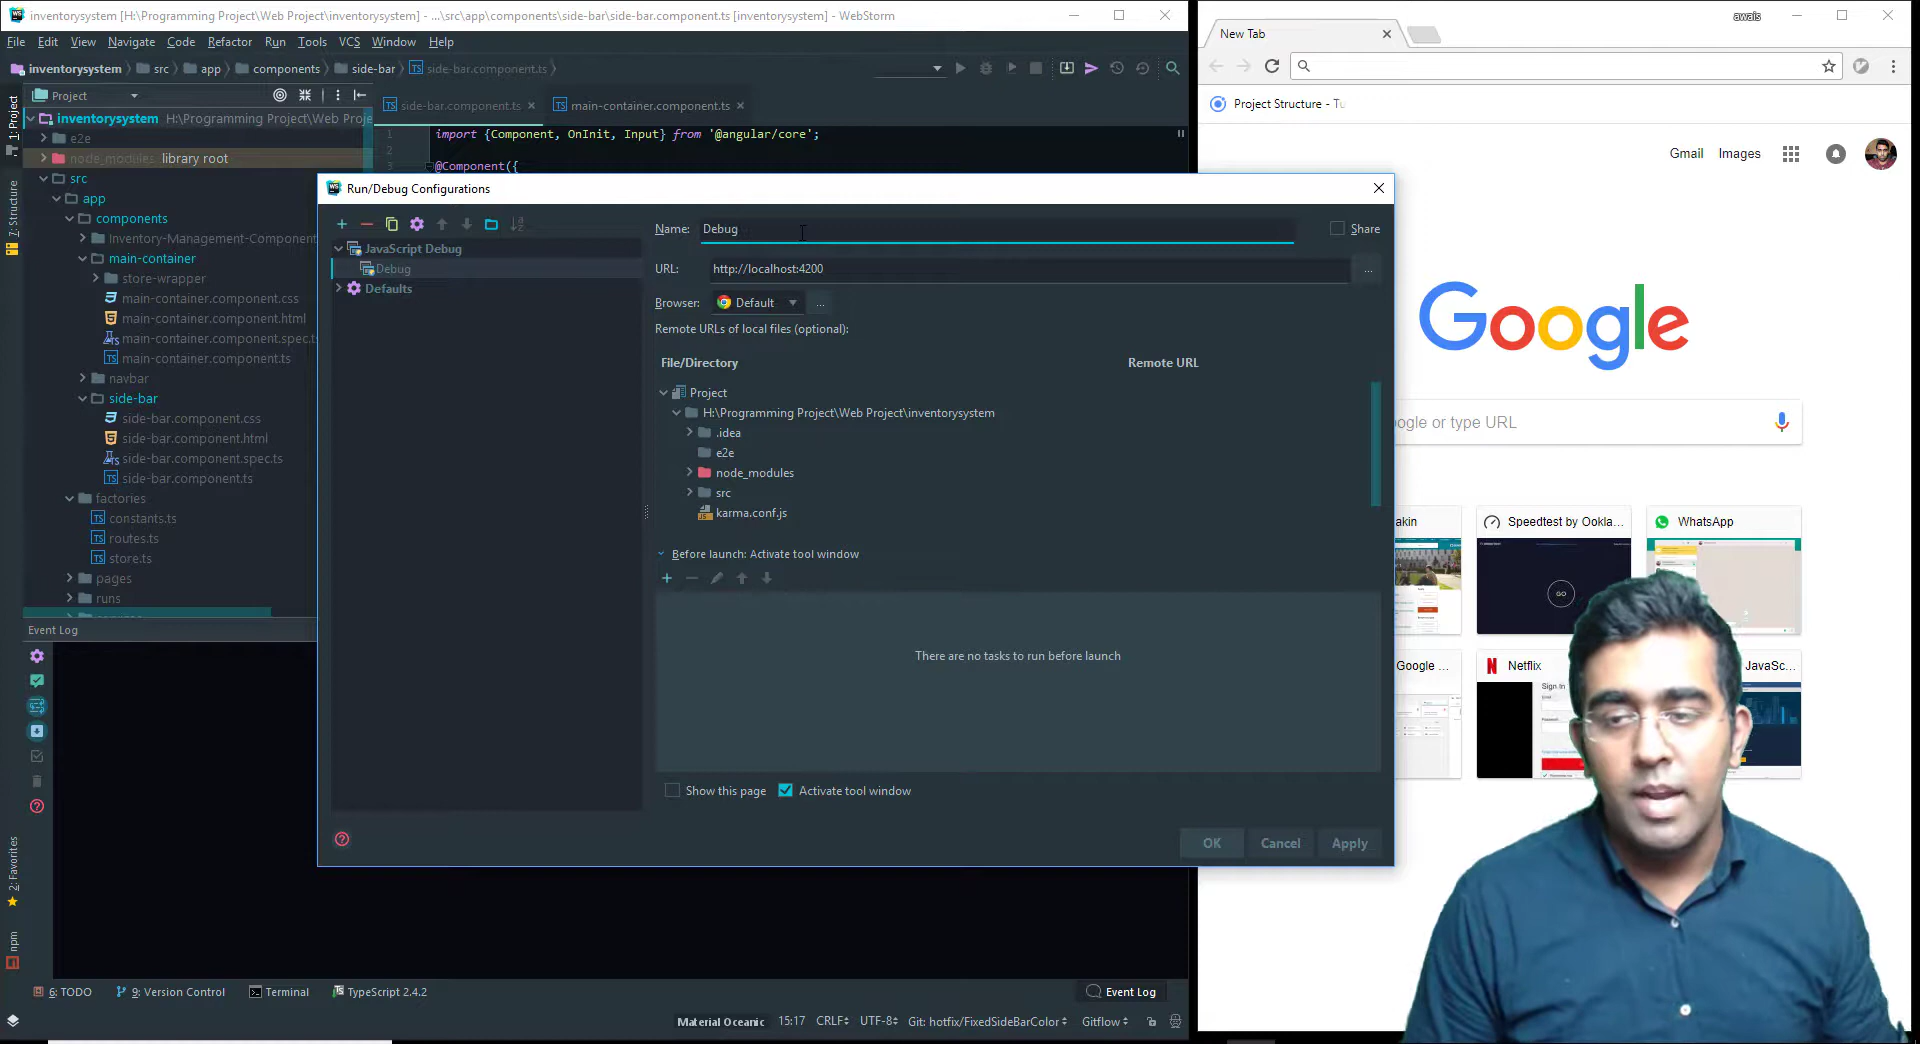 inventorysystem [H:\Programming Project\Web Project\inventorysystem] - ...\src\app\components\side-bar\side-bar.component.ts [inventorysystem] - WebStorm
File Edit View Navigate Code Refactor Run Tools VCS Window Help
inventorysystem src app components side-bar side-bar.component.ts
Project
side-bar.component.ts main-container.component.ts
1: Project
7: Structure
2: Favorites
npm
inventorysystem H:\Programming Project\Web Proje
e2e
node_modules library root
src
app
components
Inventory-Management-Component
main-container
store-wrapper
main-container.component.css
main-container.component.html
main-container.component.spec.ts
main-container.component.ts
navbar
side-bar
side-bar.component.css
side-bar.component.html
side-bar.component.spec.ts
side-bar.component.ts
factories
constants.ts
routes.ts
store.ts
pages
runs
1 import {Component, OnInit, Input} from '@angular/core';
2
3 @Component({
Run/Debug Configurations
JavaScript Debug
Debug
Defaults
Name: Debug
Share
URL: http://localhost:4200
...
Browser: Default ...
Remote URLs of local files (optional):
File/Directory Remote URL
Project
H:\Programming Project\Web Project\inventorysystem
.idea
e2e
node_modules
src
karma.conf.js
Before launch: Activate tool window
There are no tasks to run before launch
Show this page Activate tool window
OK Cancel Apply
Event Log
6: TODO 9: Version Control Terminal TypeScript 2.4.2 Event Log
Material Oceanic 15:17 CRLF UTF-8 Git: hotfix/FixedSideBarColor Gitflow
New Tab
awais
Project Structure - Tu
Gmail Images
Google
ogle or type URL
akin
Speedtest by Ookla...
WhatsApp
GO
Google ...
Netflix
JavaSc...
Sign In